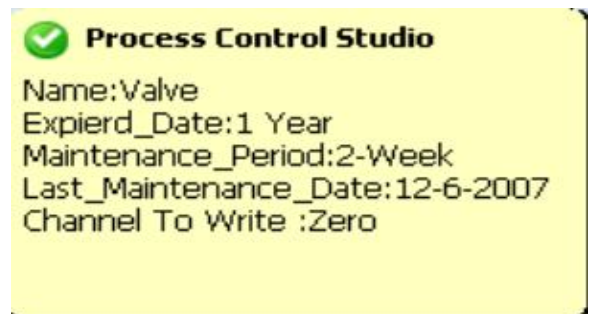 Process Control Studio
Name:Valve
Expierd_Date:1 Year
Maintenance_Period:2-Week
Last_Maintenance_Date:12-6-2007
Channel To Write :Zero